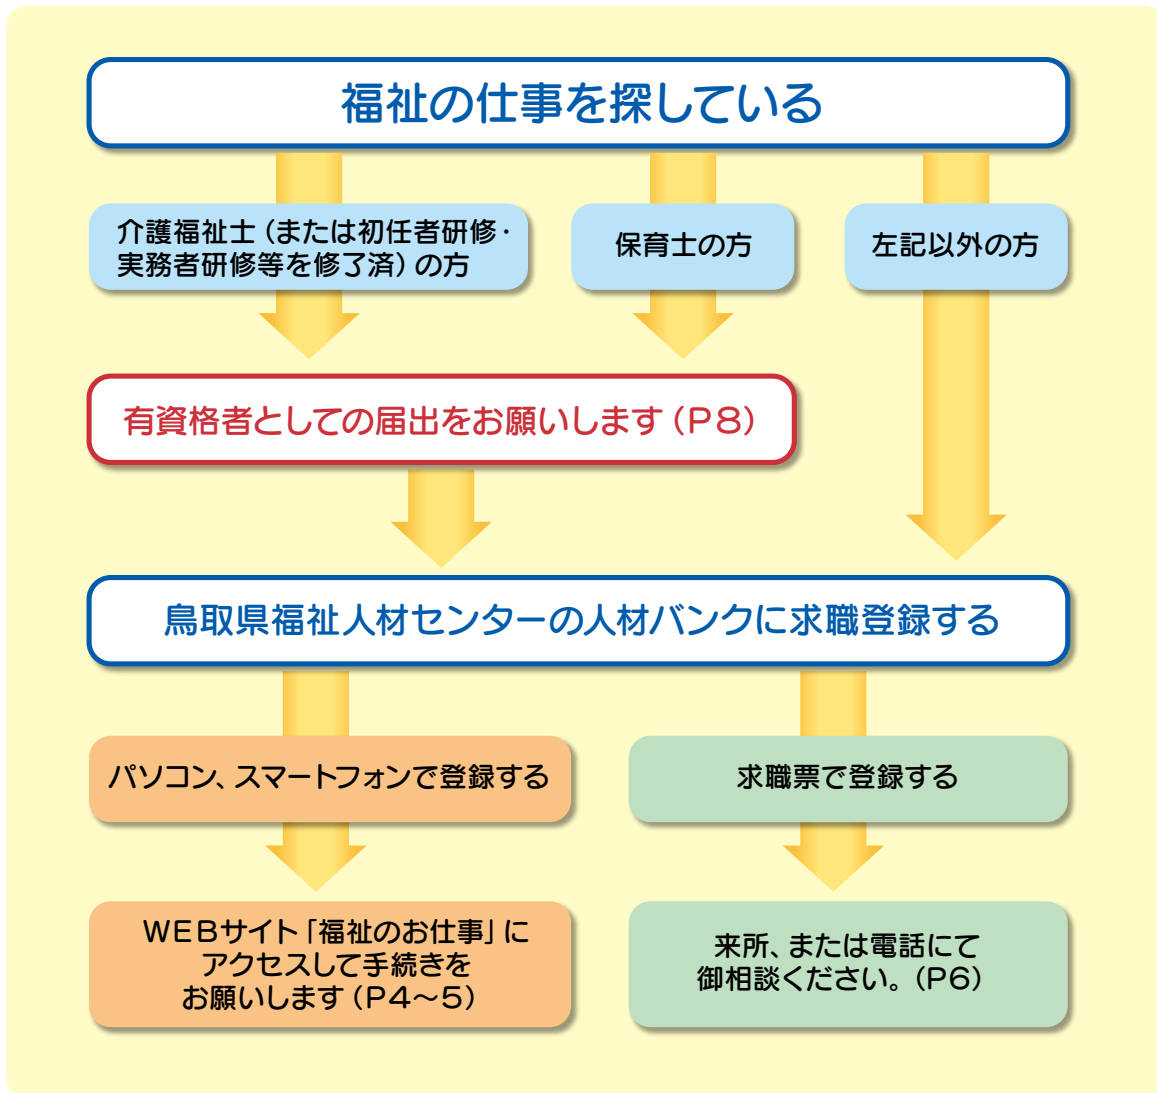 福祉の仕事を探している
介護福祉士(または初任者研修・
実務者研修等を修了済)の方
保育士の方
左記以外の方
有資格者としての届出をお願いします(P8)
鳥取県福祉人材センターの人材バンクに求職登録する
パソコン、スマートフォンで登録する
求職票で登録する
WEBサイト「福祉のお仕事」に
アクセスして手続きを
お願いします(P4~5)
来所、または電話にて
御相談ください。(P6)